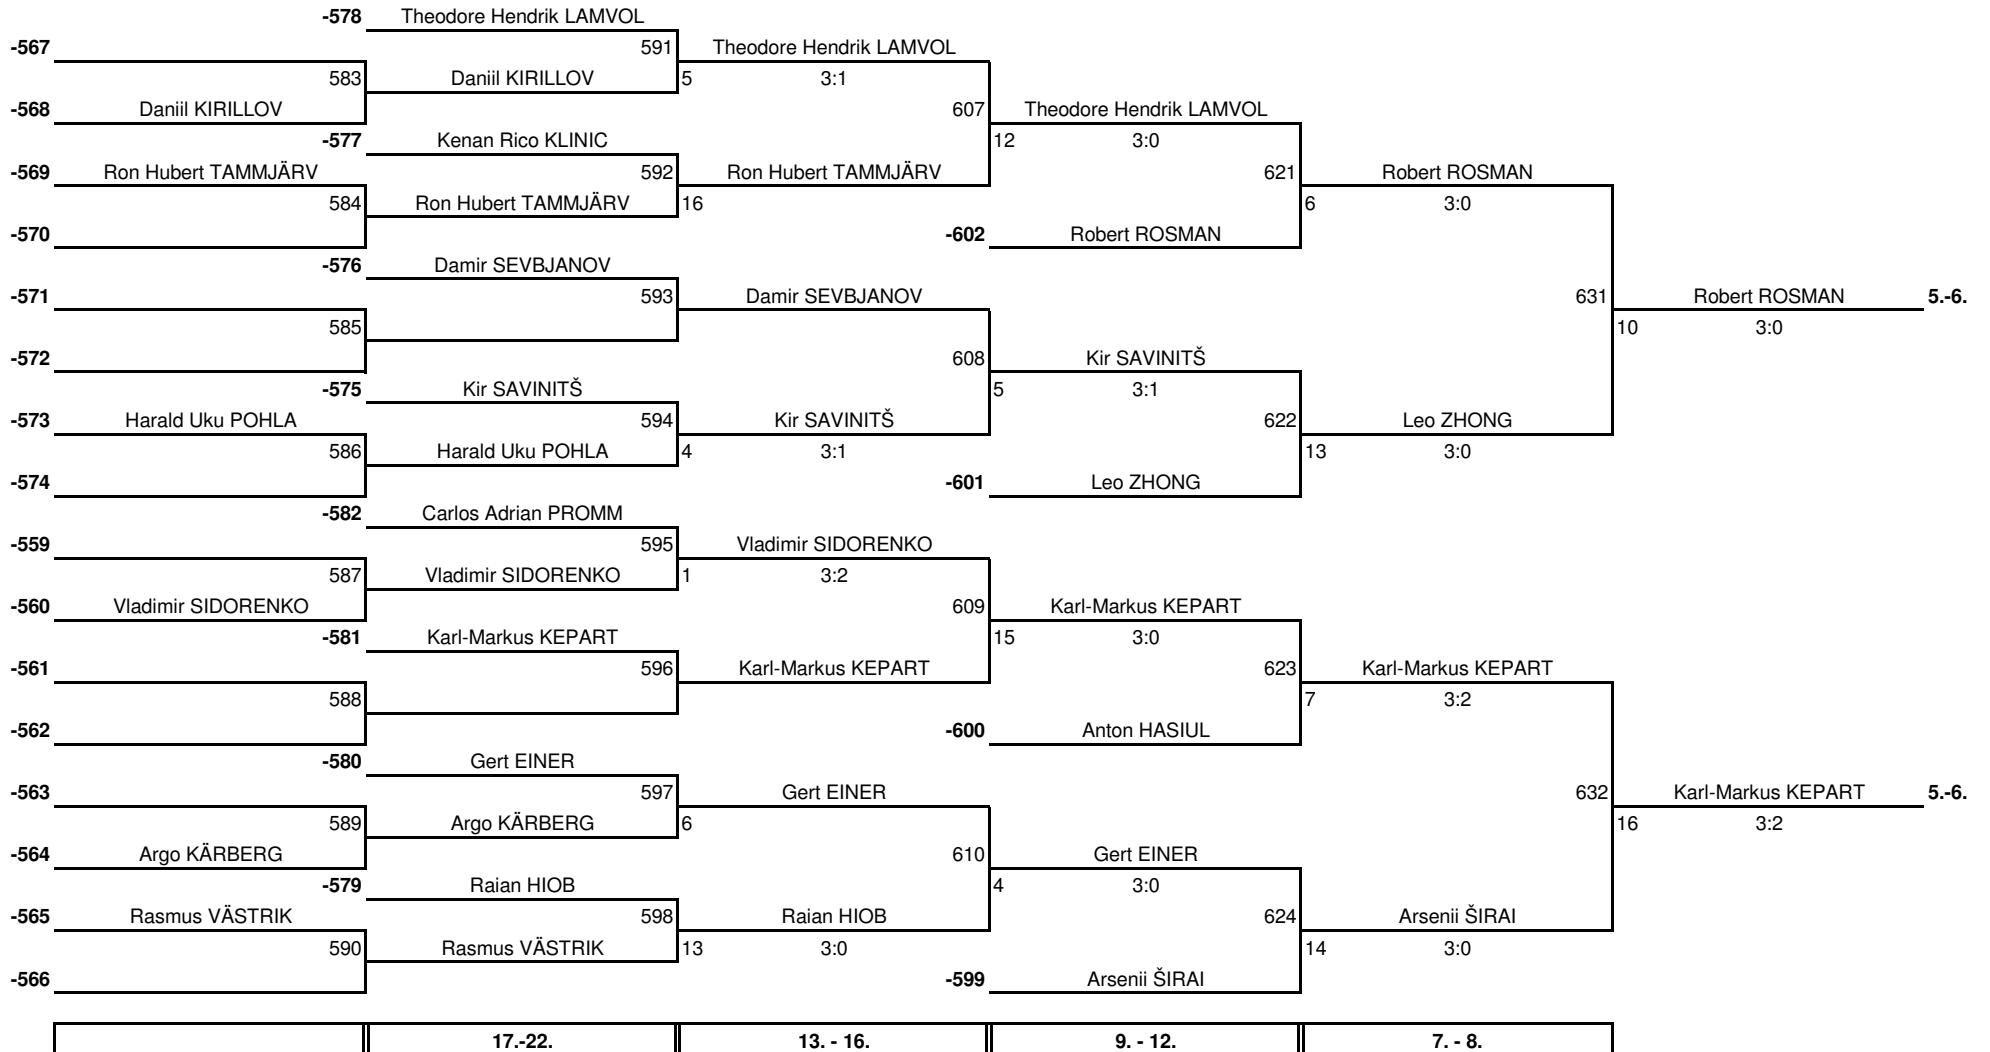 -578 Theodore Hendrik LAMVOL
-567 591 Theodore Hendrik LAMVOL
583 Daniil KIRILLOV 5 3:1
-568 Daniil KIRILLOV 607 Theodore Hendrik LAMVOL
-577 Kenan Rico KLINIC 12 3:0
-569 Ron Hubert TAMMJÄRV 592 Ron Hubert TAMMJÄRV 621 Robert ROSMAN
584 Ron Hubert TAMMJÄRV 16 6 3:0
-570 -602 Robert ROSMAN
-576 Damir SEVBJANOV
-571 593 Damir SEVBJANOV 631 Robert ROSMAN 5.-6.
585 10 3:0
-572 608 Kir SAVINITŠ
-575 Kir SAVINITŠ 5 3:1
-573 Harald Uku POHLA 594 Kir SAVINITŠ 622 Leo ZHONG
586 Harald Uku POHLA 4 3:1 13 3:0
-574 -601 Leo ZHONG
-582 Carlos Adrian PROMM
-559 595 Vladimir SIDORENKO
587 Vladimir SIDORENKO 1 3:2
-560 Vladimir SIDORENKO 609 Karl-Markus KEPART
-581 Karl-Markus KEPART 15 3:0
-561 596 Karl-Markus KEPART 623 Karl-Markus KEPART
588 7 3:2
-562 -600 Anton HASIUL
-580 Gert EINER
-563 597 Gert EINER 632 Karl-Markus KEPART 5.-6.
589 Argo KÄRBERG 6 16 3:2
-564 Argo KÄRBERG 610 Gert EINER
-579 Raian HIOB 4 3:0
-565 Rasmus VÄSTRIK 598 Raian HIOB 624 Arsenii ŠIRAI
590 Rasmus VÄSTRIK 13 3:0 14 3:0
-566 -599 Arsenii ŠIRAI
17.-22. 13. - 16. 9. - 12. 7. - 8.